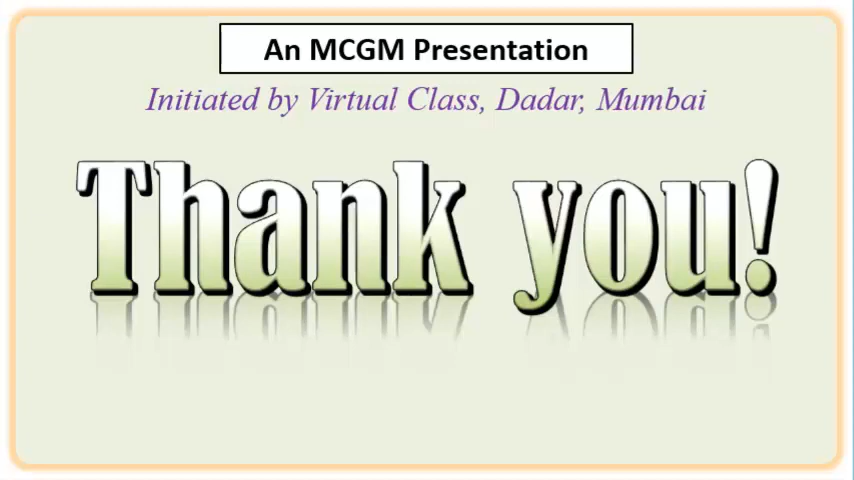 An MCGM Presentation
Initiated by Virtual Class, Dadar, Mumbai
Thank you!